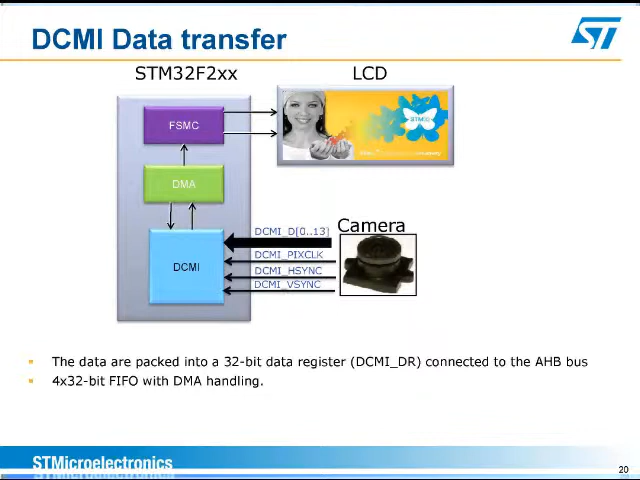 DCMI Data transfer
ST
STM32F2xx
LCD
FSMC
STM32
DMA
DCMI_D[0..13]
Camera
DCMI_PIXCLK
DCMI
DCMI_HSYNC
DCMI_VSYNC
The data are packed into a 32-bit data register (DCMI_DR) connected to the AHB bus
4x32-bit FIFO with DMA handling.
STMicroelectronics
20